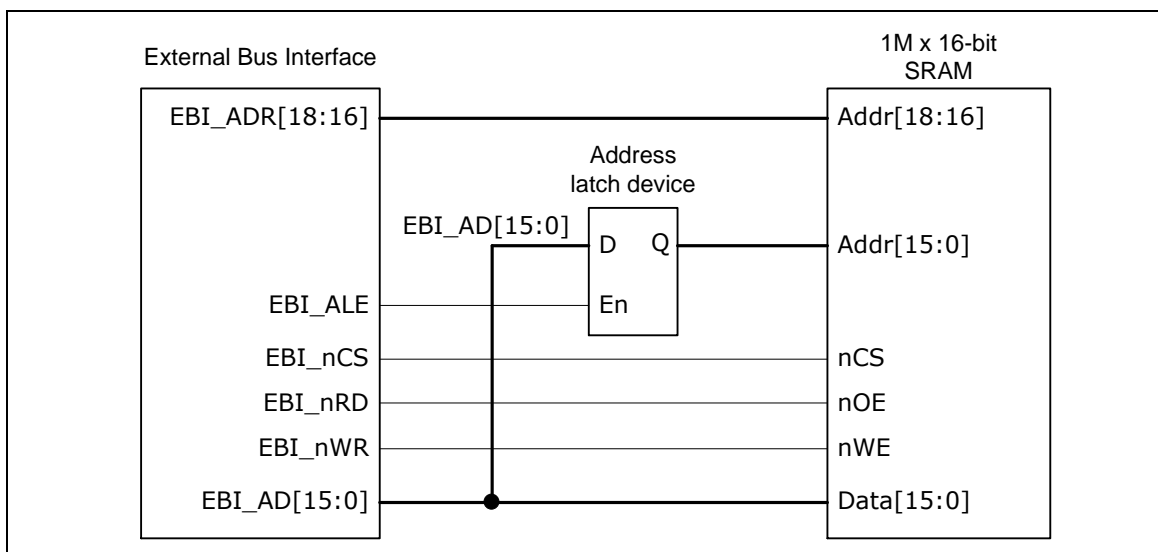 External Bus Interface
1M x 16-bit
SRAM
EBI_ADR[18:16]
Addr[18:16]
Address
latch device
EBI_AD[15:0]
D
Q
Addr[15:0]
EBI_ALE
En
EBI_nCS
nCS
EBI_nRD
nOE
EBI_nWR
nWE
EBI_AD[15:0]
Data[15:0]